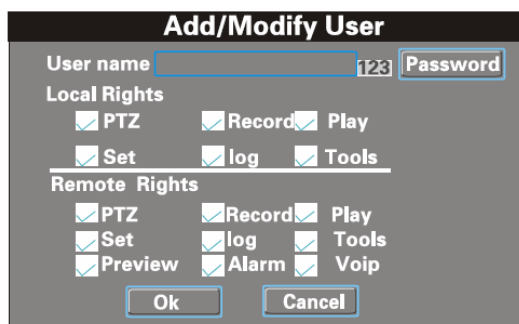 Add/Modify User
User name 123 Password
Local Rights
PTZ Record Play
Set log Tools
Remote Rights
PTZ Record Play
Set log Tools
Preview Alarm Voip
Ok Cancel